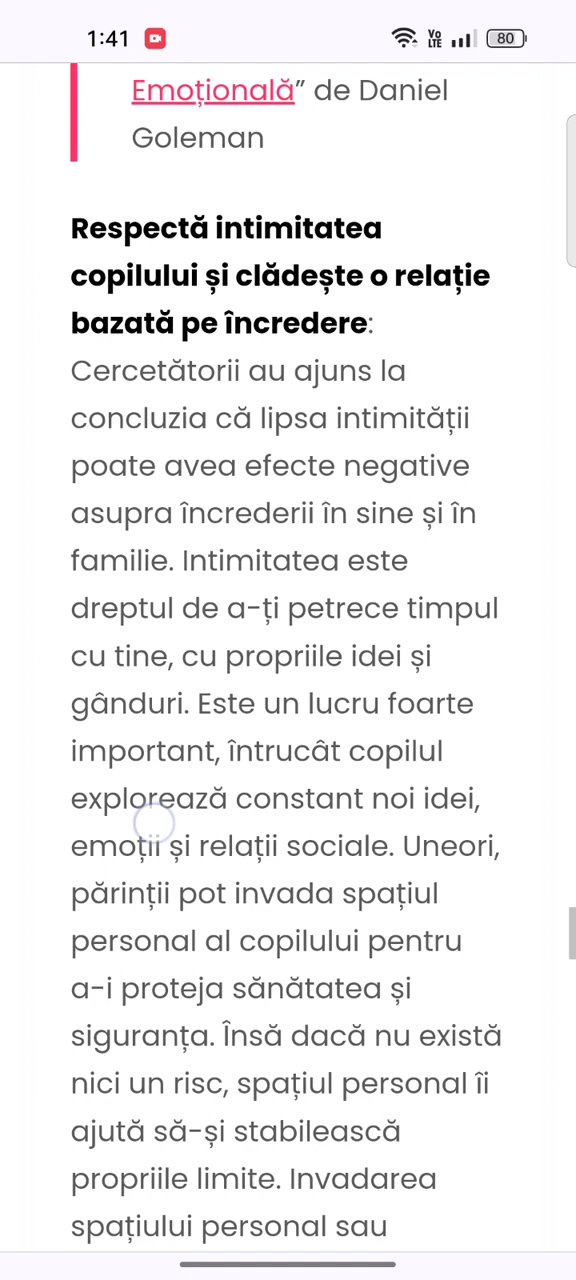 1:41
Vo
LTE
80
Emoțională” de Daniel
Goleman
Respectă intimitatea
copilului și clădește o relație
bazată pe încredere:
Cercetătorii au ajuns la
concluzia că lipsa intimității
poate avea efecte negative
asupra încrederii în sine și în
familie. Intimitatea este
dreptul de a-ți petrece timpul
cu tine, cu propriile idei și
gânduri. Este un lucru foarte
important, întrucât copilul
explorează constant noi idei,
emoții și relații sociale. Uneori,
părinții pot invada spațiul
personal al copilului pentru
a-i proteja sănătatea și
siguranța. Însă dacă nu există
nici un risc, spațiul personal îi
ajută să-și stabilească
propriile limite. Invadarea
spațiului personal sau